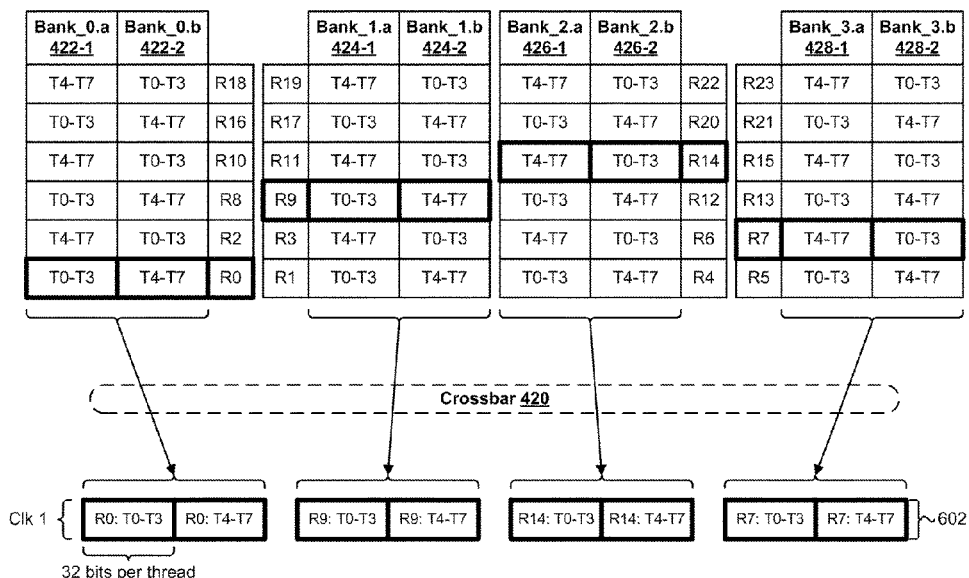 Bank_0.a Bank_0.b Bank_1.a Bank_1.b Bank_2.a Bank_2.b Bank_3.a Bank_3.b
422-1 422-2 424-1 424-2 426-1 426-2 428-1 428-2
T4-T7 T0-T3 R18 R19 T4-T7 T0-T3 T4-T7 T0-T3 R22 R23 T4-T7 T0-T3
T0-T3 T4-T7 R16 R17 T0-T3 T4-T7 T0-T3 T4-T7 R20 R21 T0-T3 T4-T7
T4-T7 T0-T3 R10 R11 T4-T7 T0-T3 T4-T7 T0-T3 R14 R15 T4-T7 T0-T3
T0-T3 T4-T7 R8 R9 T0-T3 T4-T7 T0-T3 T4-T7 R12 R13 T0-T3 T4-T7
T4-T7 T0-T3 R2 R3 T4-T7 T0-T3 T4-T7 T0-T3 R6 R7 T4-T7 T0-T3
T0-T3 T4-T7 R0 R1 T0-T3 T4-T7 T0-T3 T4-T7 R4 R5 T0-T3 T4-T7
Crossbar 420
Clk 1 R0: T0-T3 R0: T4-T7 R9: T0-T3 R9: T4-T7 R14: T0-T3 R14: T4-T7 R7: T0-T3 R7: T4-T7 602
32 bits per thread